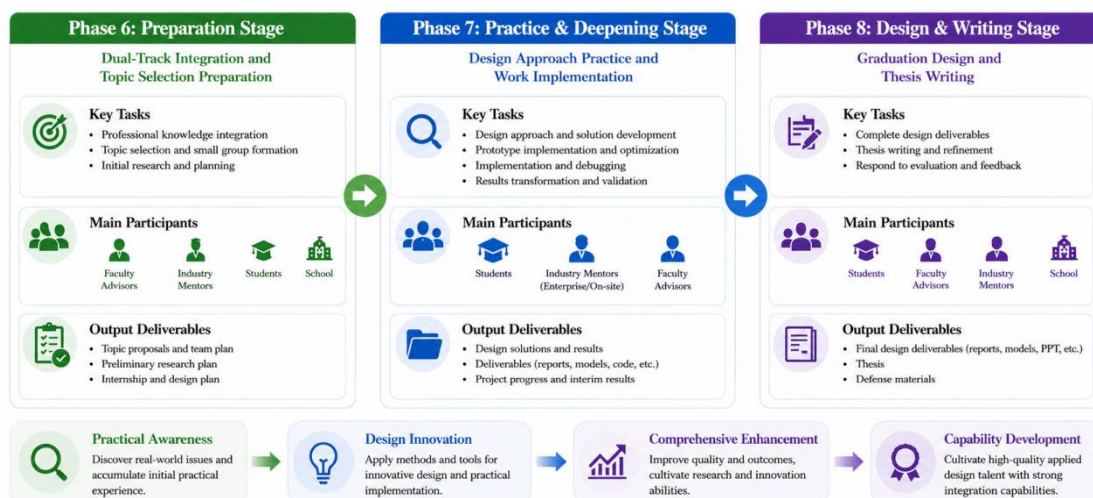 Phase 6: Preparation Stage
Dual-Track Integration and
Topic Selection Preparation
Key Tasks
• Professional knowledge integration
• Topic selection and small group formation
• Initial research and planning
Main Participants
Faculty
Advisors
Industry
Mentors
Students
School
Output Deliverables
• Topic proposals and team plan
• Preliminary research plan
• Internship and design plan
Phase 7: Practice & Deepening Stage
Design Approach Practice and
Work Implementation
Key Tasks
• Design approach and solution development
• Prototype implementation and optimization
• Implementation and debugging
• Results transformation and validation
Main Participants
Students
Industry Mentors
(Enterprise/On-site)
Faculty
Advisors
Output Deliverables
• Design solutions and results
• Deliverables (reports, models, code, etc.)
• Project progress and interim results
Phase 8: Design & Writing Stage
Graduation Design and
Thesis Writing
Key Tasks
• Complete design deliverables
• Thesis writing and refinement
• Respond to evaluation and feedback
Main Participants
Students
Faculty
Advisors
Industry
Mentors
School
Output Deliverables
• Final design deliverables (reports, models, PPT, etc.)
• Thesis
• Defense materials
Practical Awareness
Discover real-world issues and
accumulate initial practical
experience.
Design Innovation
Apply methods and tools for
innovative design and practical
implementation.
Comprehensive Enhancement
Improve quality and outcomes,
cultivate research and innovation
abilities.
Capability Development
Cultivate high-quality applied
design talent with strong
integration capabilities.